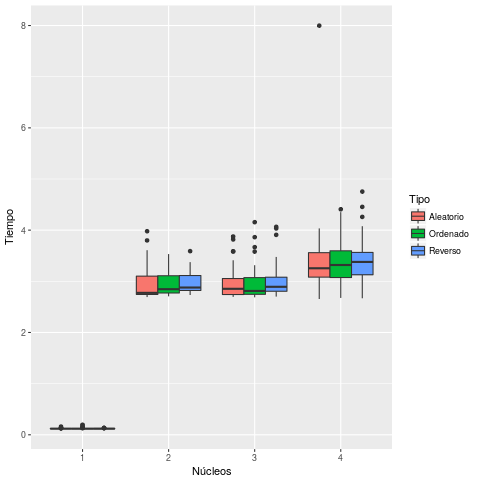 8
6
4
2
0
Tiempo
1 2 3 4
Núcleos
Tipo
Aleatorio
Ordenado
Reverso